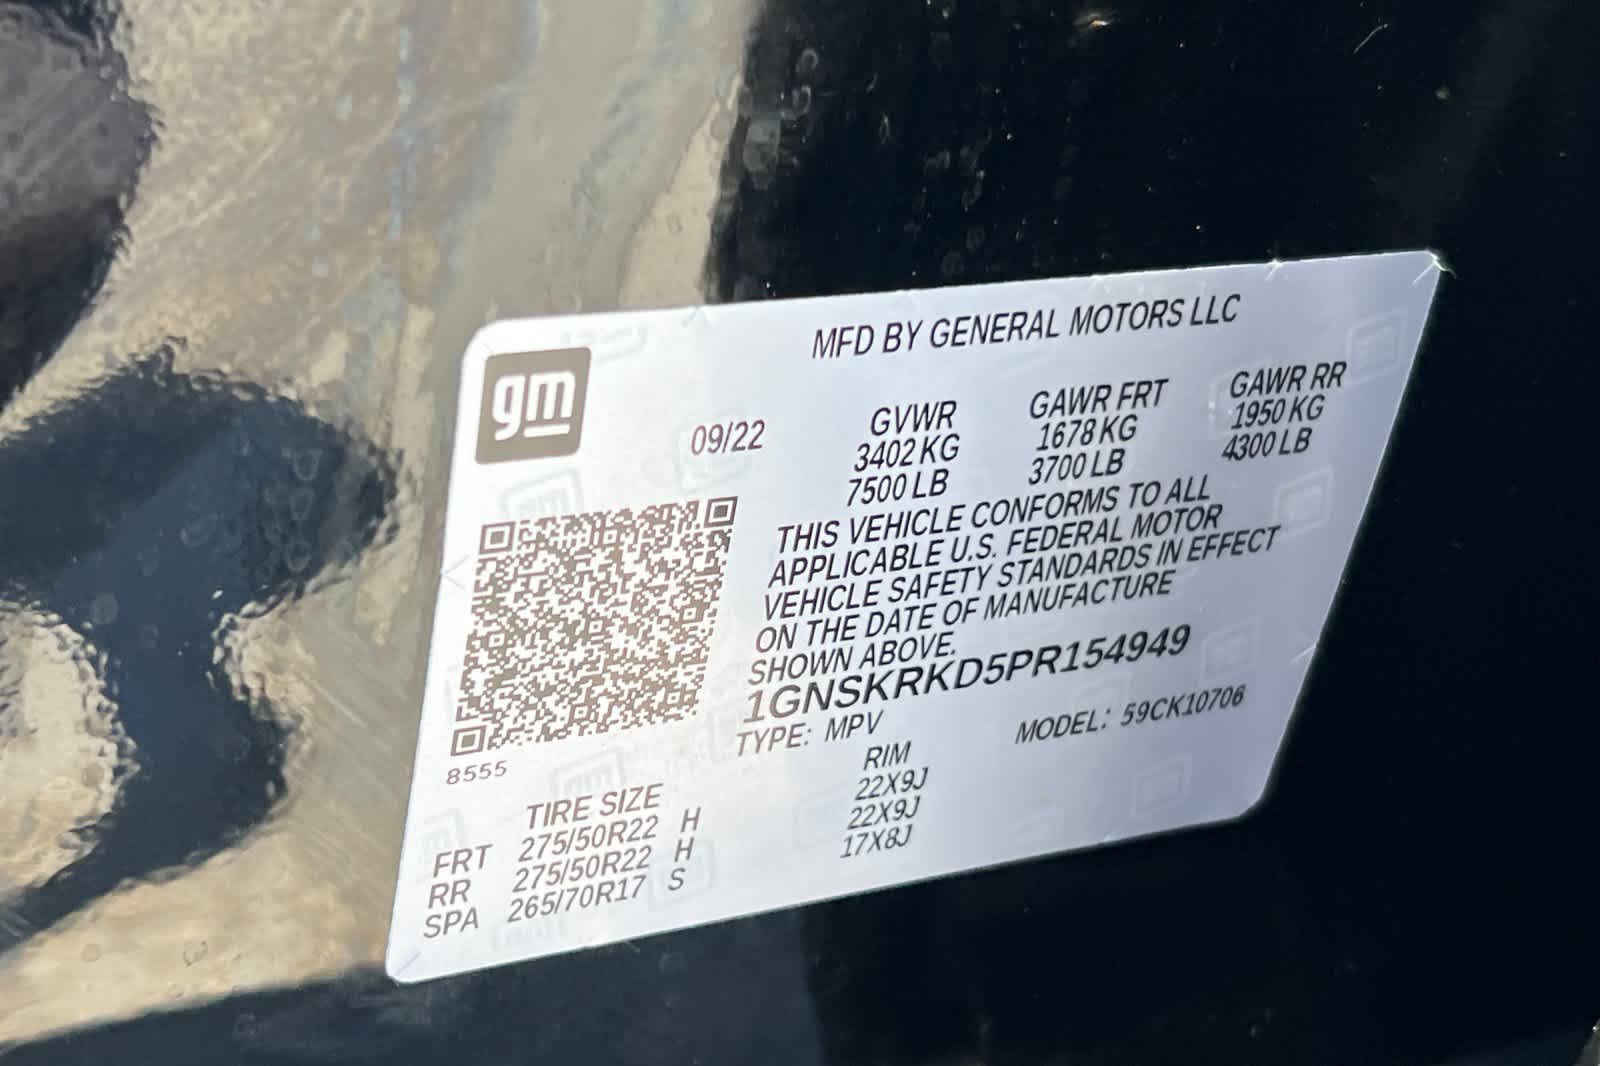 MFD BY GENERAL MOTORS LLC
gm
09/22
GVWR GAWR FRT GAWR RR
3402 KG 1678 KG 1950 KG
7500 LB 3700 LB 4300 LB
THIS VEHICLE CONFORMS TO ALL
APPLICABLE U.S. FEDERAL MOTOR
VEHICLE SAFETY STANDARDS IN EFFECT
ON THE DATE OF MANUFACTURE
SHOWN ABOVE.
1GNSKRKD5PR154949
TYPE: MPV MODEL: 59CK10706
8555
TIRE SIZE RIM
FRT 275/50R22 H 22X9J
RR 275/50R22 H 22X9J
SPA 265/70R17 S 17X8J